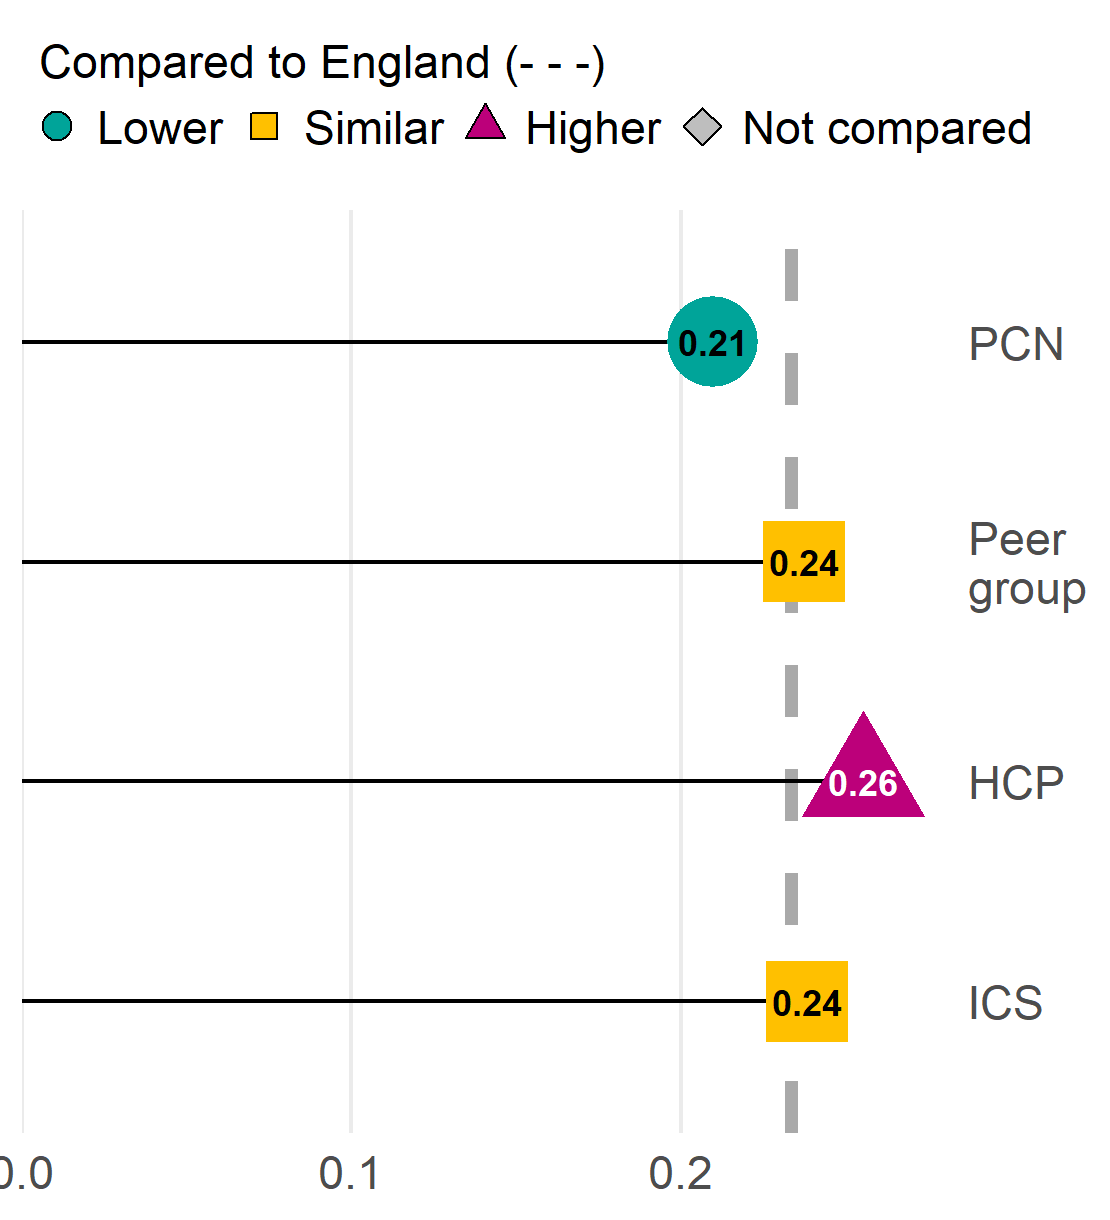 Compared to England (- - -)
Lower Similar Higher Not compared
0.21 PCN
Peer
0.24
group
0.26 HCP
0.24 ICS
0.0 0.1 0.2